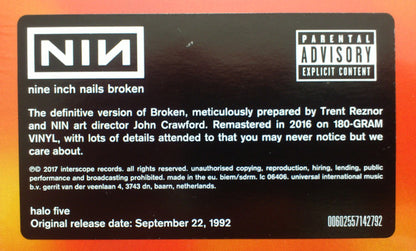 NIN
PARENTAL
ADVISORY
EXPLICIT CONTENT
nine inch nails broken
The definitive version of Broken, meticulously prepared by Trent Reznor
and NIN art director John Crawford. Remastered in 2016 on 180-GRAM
VINYL, with lots of details attended to that you may never notice but we
care about.
℗© 2017 interscope records. all rights reserved. unauthorised copying, reproduction, hiring, lending, public
performance and broadcasting prohibited. made in the eu. biem/sdrm. lc 06406. universal international music
b.v. gerrit van der veenlaan 4, 3743 dn, baarn, netherlands.
halo five
Original release date: September 22, 1992
00602557142792